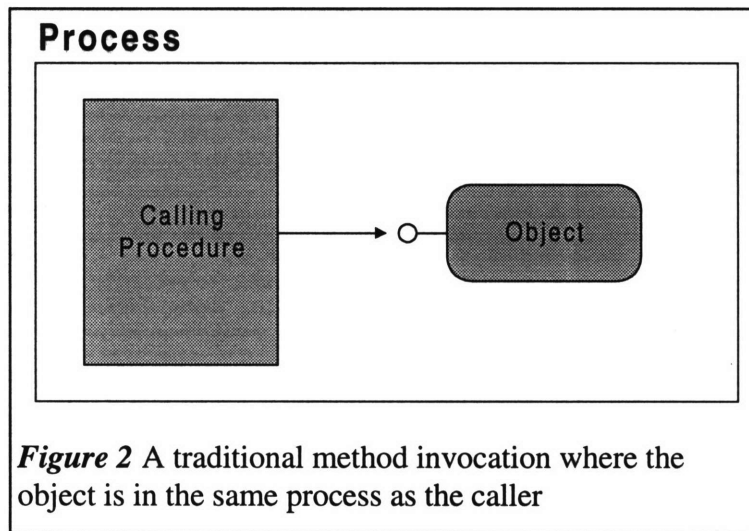 Process
Calling
Procedure
Object
Figure 2 A traditional method invocation where the
object is in the same process as the caller